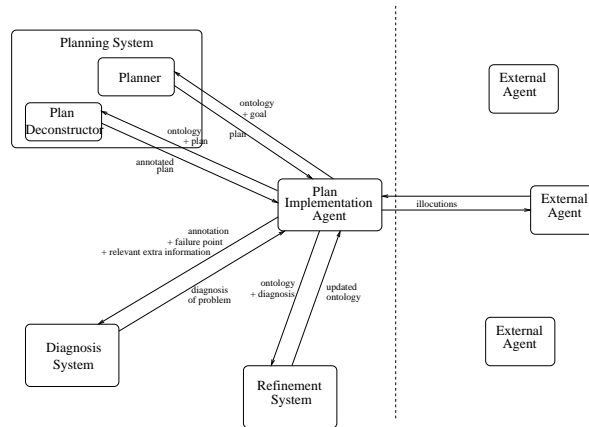 Planning System
Planner
Plan
Deconstructor
ontology
+ goal
plan
ontology
+ plan
annotated
plan
External
Agent
Plan
Implementation
Agent
illocutions
External
Agent
annotation
+ failure point
+ relevant extra information
diagnosis
of problem
ontology
+ diagnosis
updated
ontology
Diagnosis
System
Refinement
System
External
Agent